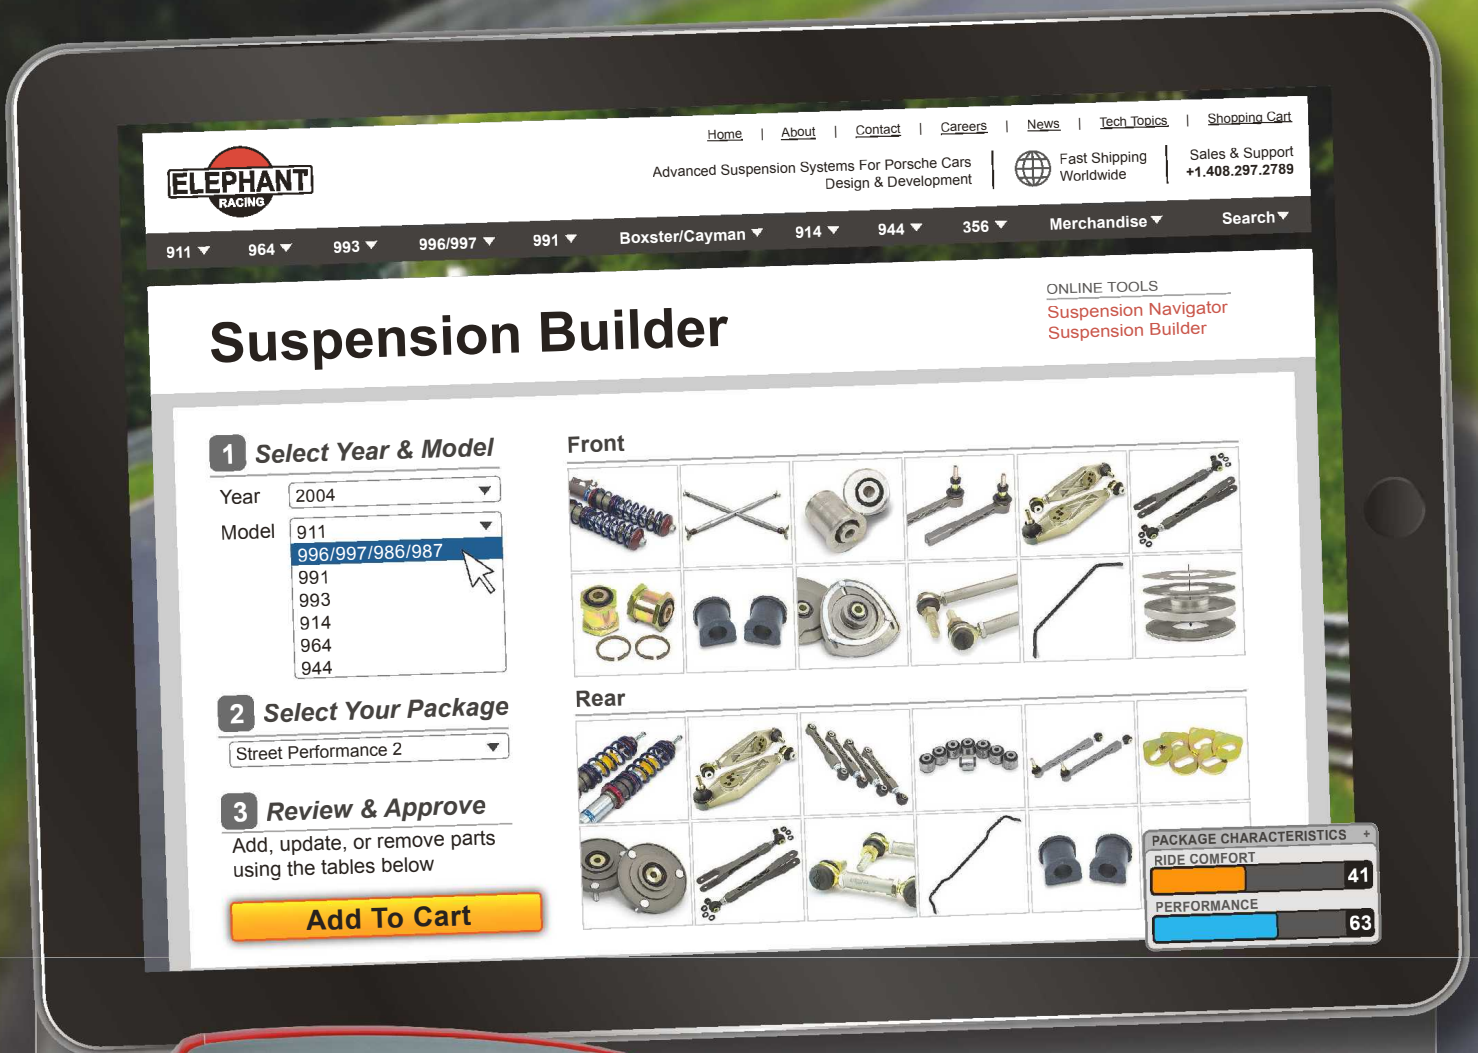 Home | About | Contact | Careers | News | Tech Topics | Shopping Cart
ELEPHANT
RACING
Advanced Suspension Systems For Porsche Cars
Design & Development
Fast Shipping
Worldwide
Sales & Support
+1.408.297.2789
911 964 993 996/997 991 Boxster/Cayman 914 944 356 Merchandise Search
Suspension Builder
ONLINE TOOLS
Suspension Navigator
Suspension Builder
1 Select Year & Model
Year 2004
Model 911
996/997/986/987
991
993
914
964
944
2 Select Your Package
Street Performance 2
3 Review & Approve
Add, update, or remove parts
using the tables below
Add To Cart
Front
Rear
PACKAGE CHARACTERISTICS +
RIDE COMFORT
41
PERFORMANCE
63